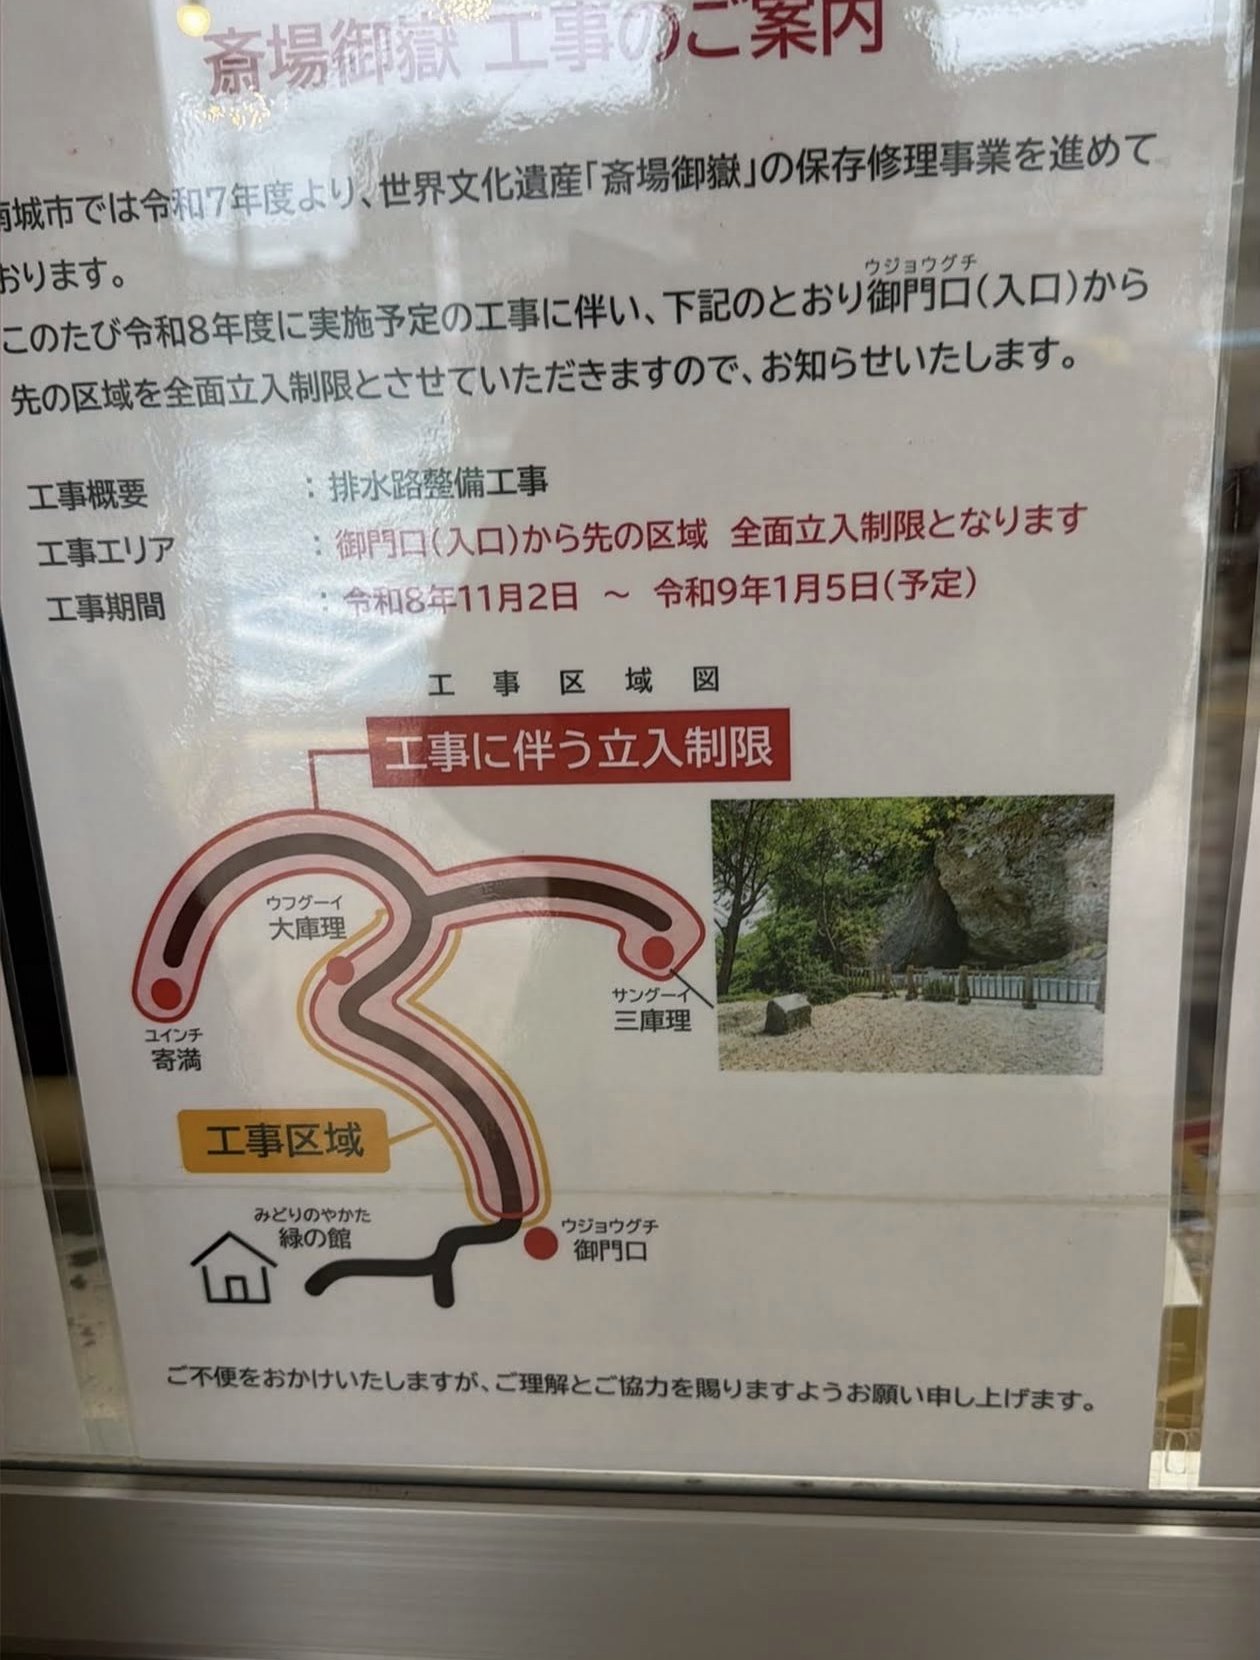 斎場御嶽 工事のご案内
南城市では令和7年度より、世界文化遺産「斎場御嶽」の保存修理事業を進めて
おります。
ウジョウグチ
このたび令和8年度に実施予定の工事に伴い、下記のとおり御門口(入口)から
先の区域を全面立入制限とさせていただきますので、お知らせいたします。
工事概要 : 排水路整備工事
工事エリア : 御門口(入口)から先の区域 全面立入制限となります
工事期間 : 令和8年11月2日 ~ 令和9年1月5日(予定)
工事区域図
工事に伴う立入制限
ウフグーイ
大庫理
サングーイ
三庫理
ユインチ
寄満
工事区域
みどりのやかた
緑の館
ウジョウグチ
御門口
ご不便をおかけいたしますが、ご理解とご協力を賜りますようお願い申し上げます。